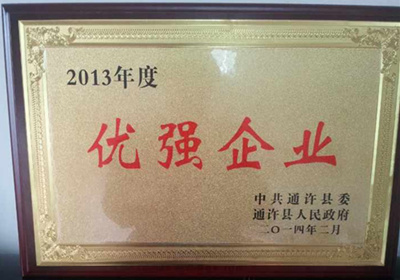 2013年度
优强企业
中共通许县委
通许县人民政府
二〇一四年二月